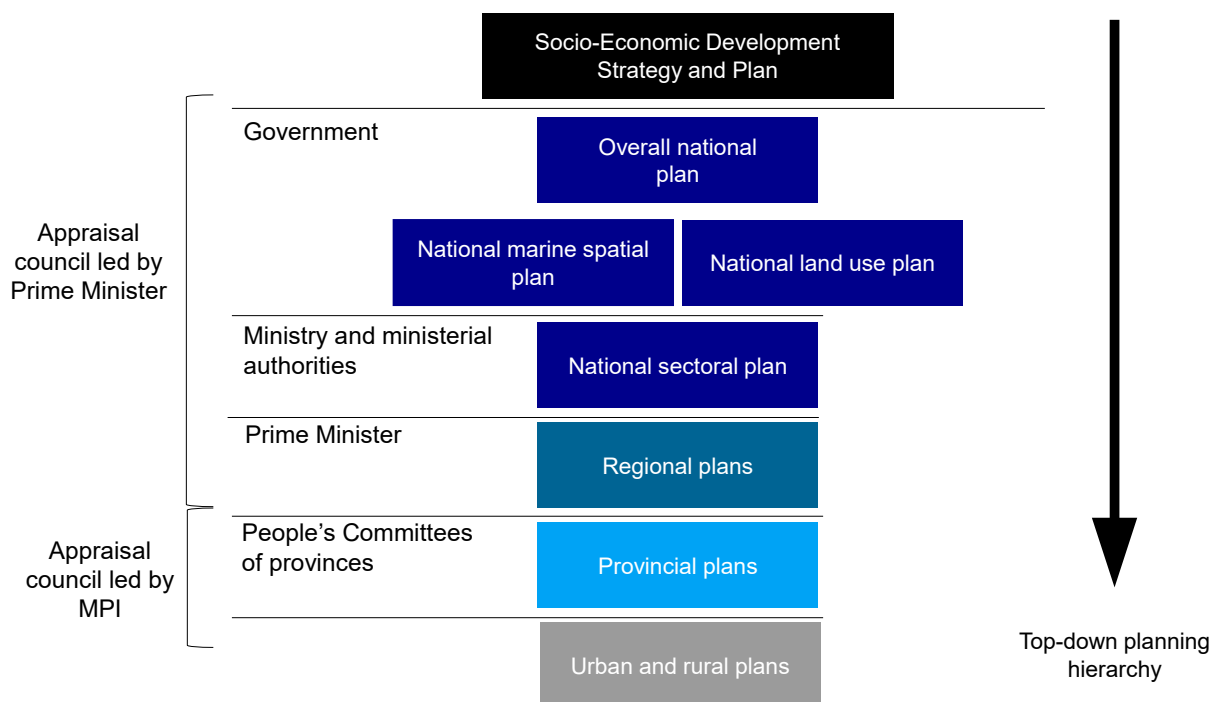 Socio-Economic Development
Strategy and Plan
Government
Overall national
plan
Appraisal
council led by
Prime Minister
National marine spatial
plan
National land use plan
Ministry and ministerial
authorities
National sectoral plan
Prime Minister
Regional plans
People’s Committees
of provinces
Provincial plans
Appraisal
council led by
MPI
Urban and rural plans
Top-down planning
hierarchy